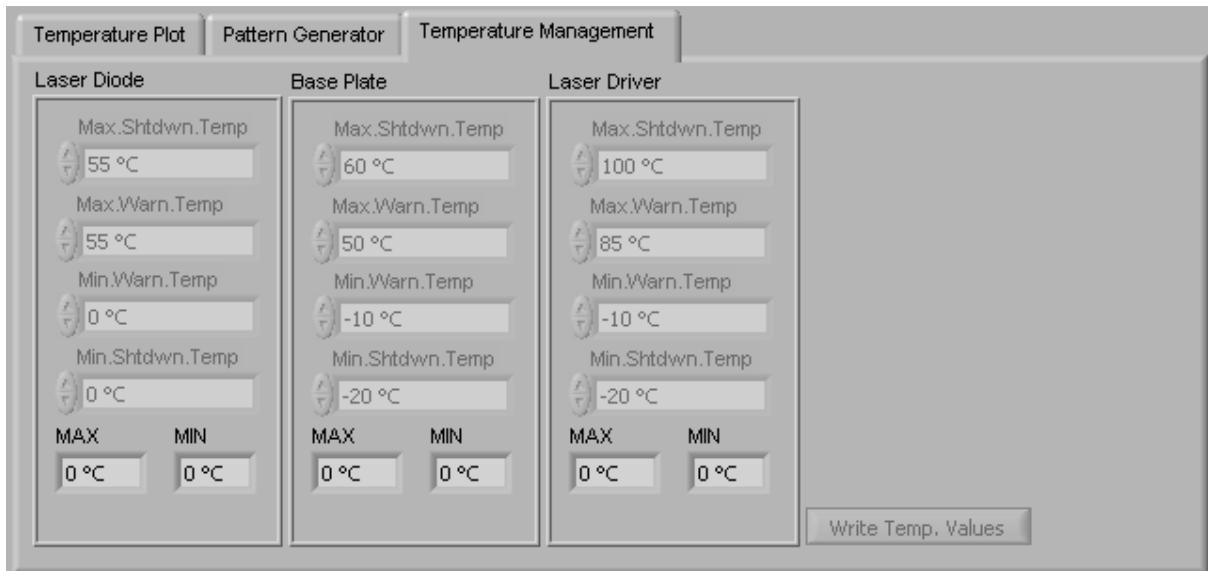 Temperature Plot Pattern Generator Temperature Management
Laser Diode Base Plate Laser Driver
Max.Shtdwn.Temp Max.Shtdwn.Temp Max.Shtdwn.Temp
55 °C 60 °C 100 °C
Max.Warn.Temp Max.Warn.Temp Max.Warn.Temp
55 °C 50 °C 85 °C
Min.Warn.Temp Min.Warn.Temp Min.Warn.Temp
0 °C -10 °C -10 °C
Min.Shtdwn.Temp Min.Shtdwn.Temp Min.Shtdwn.Temp
0 °C -20 °C -20 °C
MAX MIN MAX MIN MAX MIN
0 °C 0 °C 0 °C 0 °C 0 °C 0 °C
Write Temp. Values